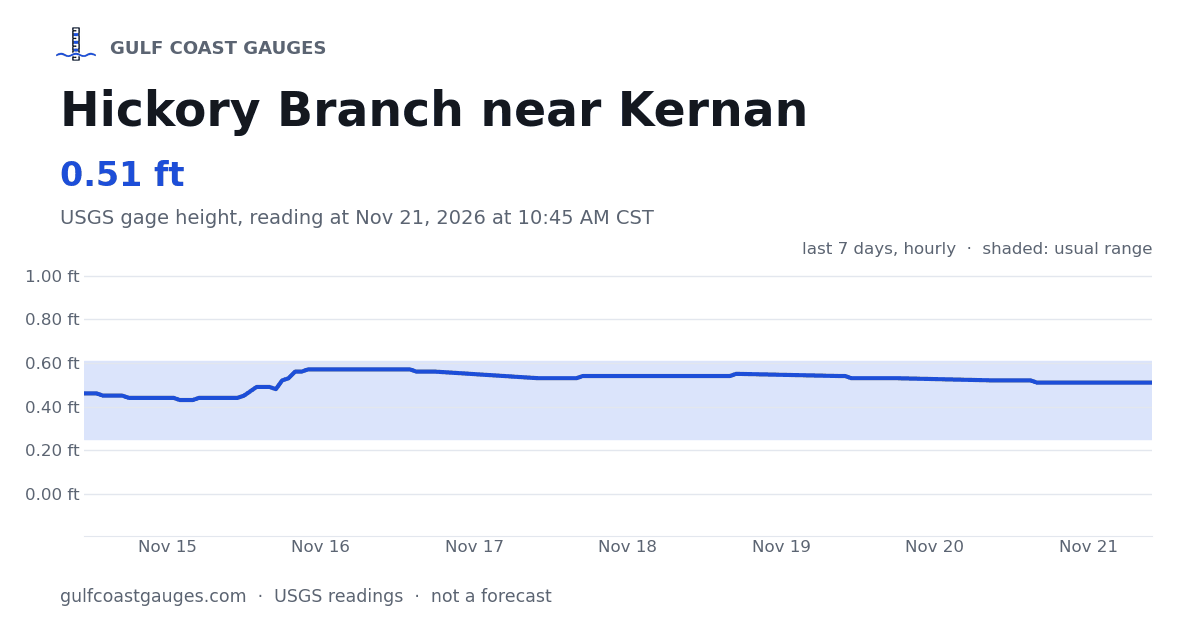 GULF COAST GAUGES
Hickory Branch near Kernan
0.51 ft
USGS gage height, reading at Nov 21, 2026 at 10:45 AM CST
last 7 days, hourly · shaded: usual range
1.00 ft
0.80 ft
0.60 ft
0.40 ft
0.20 ft
0.00 ft
Nov 15 Nov 16 Nov 17 Nov 18 Nov 19 Nov 20 Nov 21
gulfcoastgauges.com · USGS readings · not a forecast